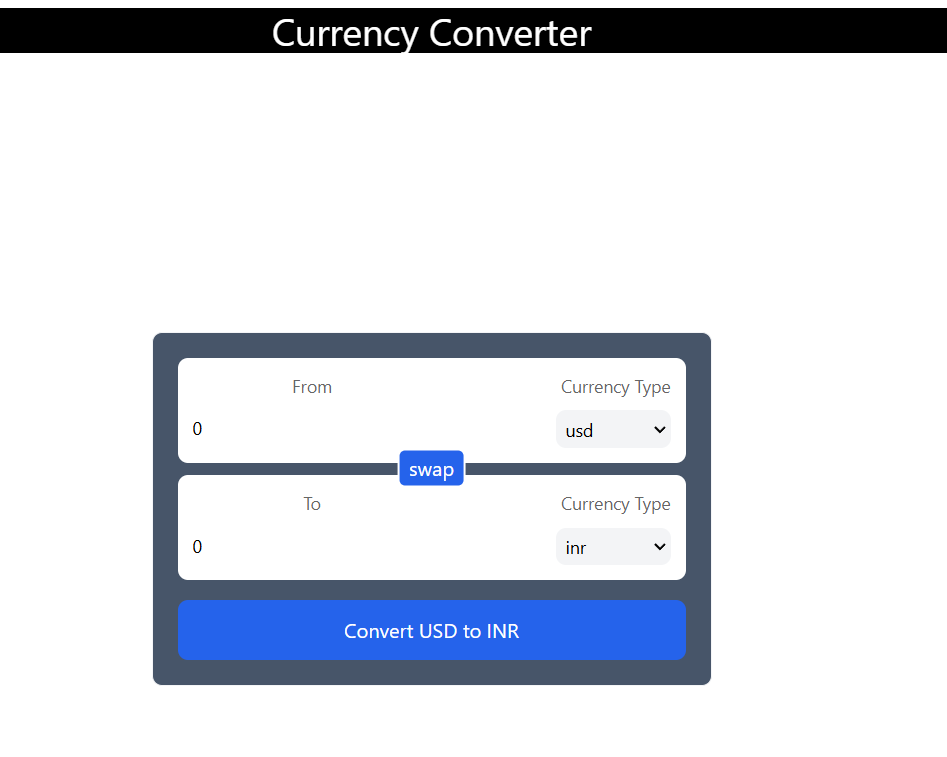 Currency Converter
From Currency Type
0 usd
swap
To Currency Type
0 inr
Convert USD to INR